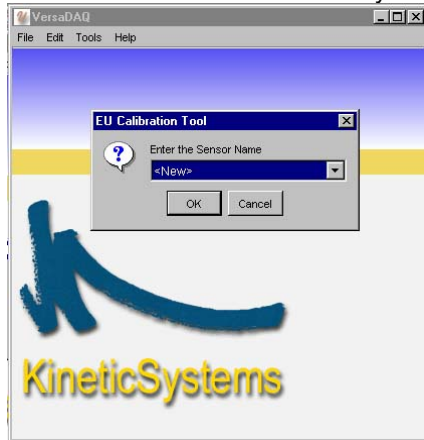 VersaDAQ
File Edit Tools Help
EU Calibration Tool
Enter the Sensor Name
<New>
OK Cancel
KineticSystems